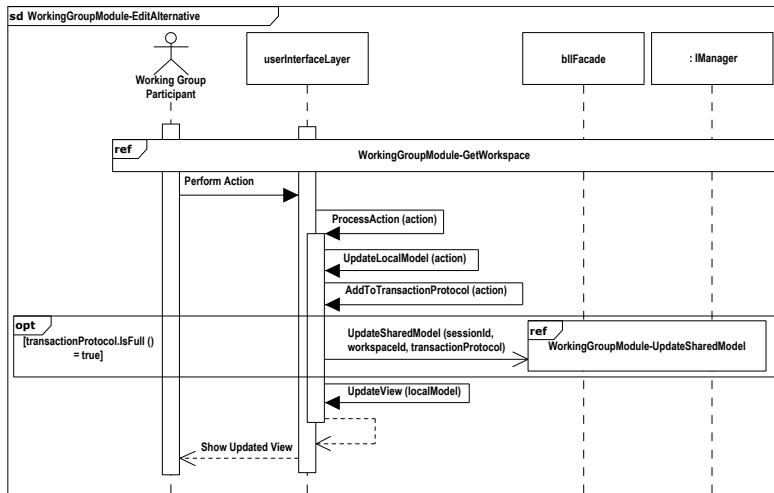 sd WorkingGroupModule-EditAlternative
Working Group
Participant
userInterfaceLayer
bllFacade
: IManager
ref
WorkingGroupModule-GetWorkspace
Perform Action
ProcessAction (action)
UpdateLocalModel (action)
AddToTransactionProtocol (action)
opt
[transactionProtocol.IsFull ()
= true]
UpdateSharedModel (sessionId,
workspaceId, transactionProtocol)
ref
WorkingGroupModule-UpdateSharedModel
UpdateView (localModel)
Show Updated View